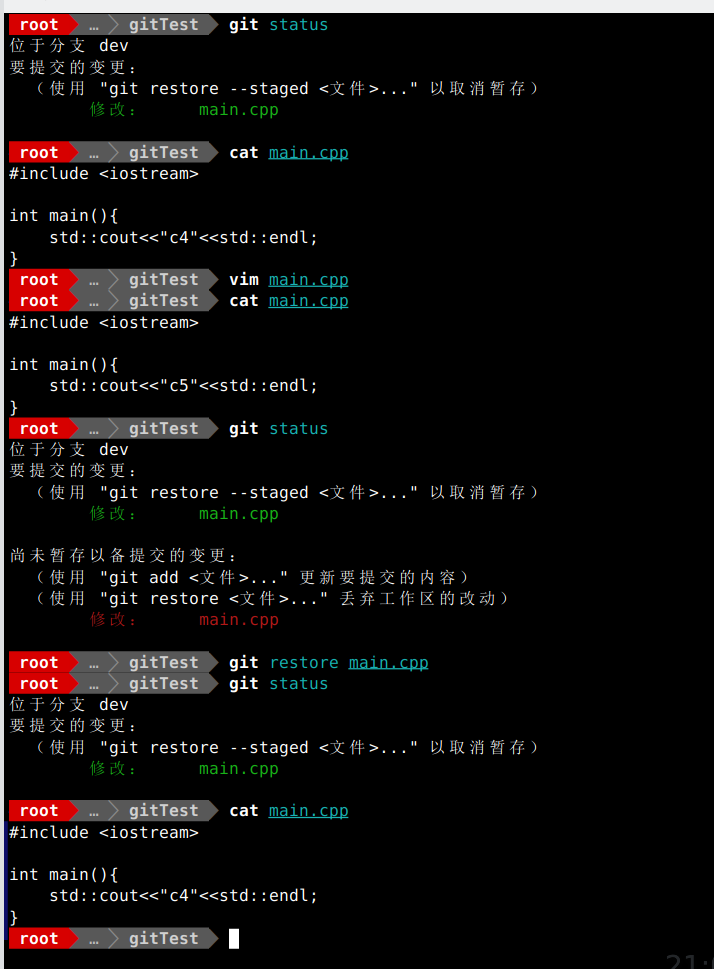 root … gitTest git status
位于分支 dev
要提交的变更：
（使用 "git restore --staged <文件>..." 以取消暂存）
修改： main.cpp
root … gitTest cat main.cpp
#include <iostream>
int main(){
std::cout<<"c4"<<std::endl;
}
root … gitTest vim main.cpp
root … gitTest cat main.cpp
#include <iostream>
int main(){
std::cout<<"c5"<<std::endl;
}
root … gitTest git status
位于分支 dev
要提交的变更：
（使用 "git restore --staged <文件>..." 以取消暂存）
修改： main.cpp
尚未暂存以备提交的变更：
（使用 "git add <文件>..." 更新要提交的内容）
（使用 "git restore <文件>..." 丢弃工作区的改动）
修改： main.cpp
root … gitTest git restore main.cpp
root … gitTest git status
位于分支 dev
要提交的变更：
（使用 "git restore --staged <文件>..." 以取消暂存）
修改： main.cpp
root … gitTest cat main.cpp
#include <iostream>
int main(){
std::cout<<"c4"<<std::endl;
}
root … gitTest